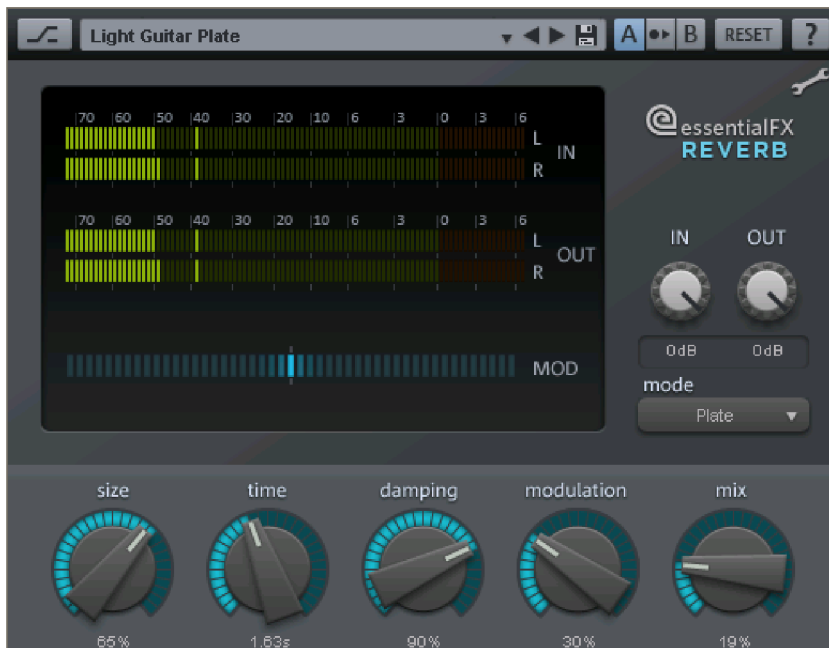 Light Guitar Plate A B RESET ?
70 60 50 40 30 20 10 6 3 0 3 6
L
IN
R
70 60 50 40 30 20 10 6 3 0 3 6
L
OUT
R
MOD
essentialFX
REVERB
IN OUT
0dB 0dB
mode
Plate
size time damping modulation mix
65% 1.63s 90% 30% 19%